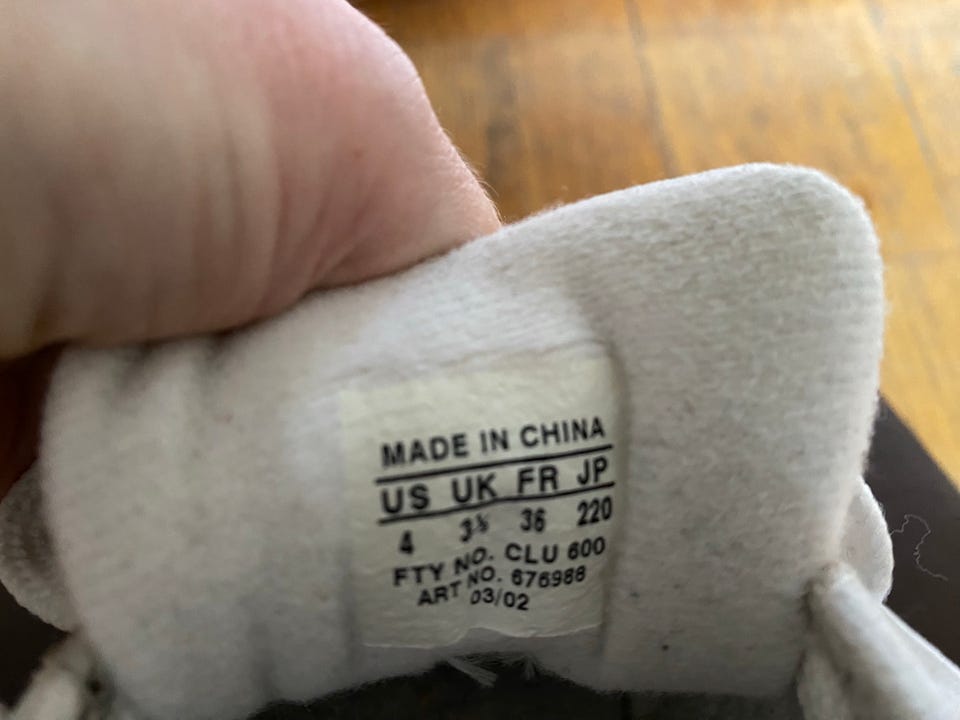 MADE IN CHINA
US UK FR JP
4 3½ 36 220
FTY NO. CLU 600
ART NO. 676986
03/02